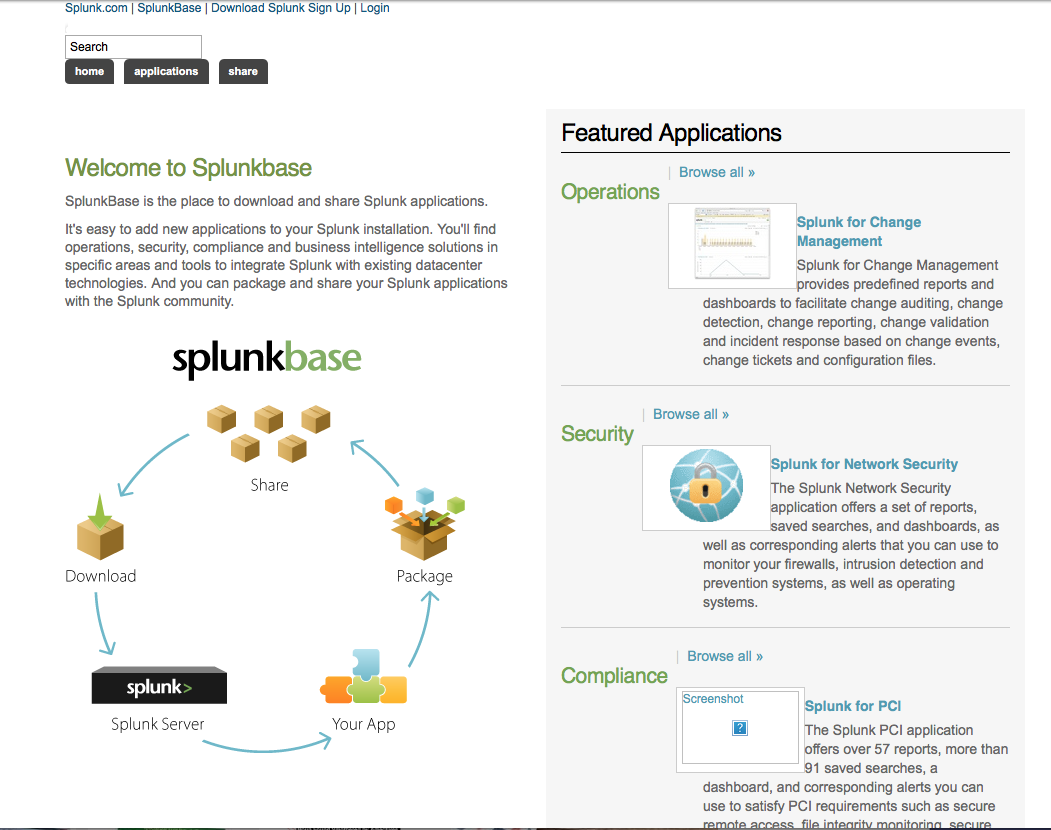 Splunk.com | SplunkBase | Download Splunk Sign Up | Login
Search
home applications share
Welcome to Splunkbase
SplunkBase is the place to download and share Splunk applications.
It's easy to add new applications to your Splunk installation. You'll find
operations, security, compliance and business intelligence solutions in
specific areas and tools to integrate Splunk with existing datacenter
technologies. And you can package and share your Splunk applications
with the Splunk community.
splunkbase
Share
Download
Package
splunk>
Splunk Server
Your App
Featured Applications
| Browse all »
Operations
Splunk for Change
Management
Splunk for Change Management
provides predefined reports and
dashboards to facilitate change auditing, change
detection, change reporting, change validation
and incident response based on change events,
change tickets and configuration files.
| Browse all »
Security
Splunk for Network Security
The Splunk Network Security
application offers a set of reports,
saved searches, and dashboards, as
well as corresponding alerts that you can use to
monitor your firewalls, intrusion detection and
prevention systems, as well as operating
systems.
| Browse all »
Compliance
Screenshot
?
Splunk for PCI
The Splunk PCI application
offers over 57 reports, more than
91 saved searches, a
dashboard, and corresponding alerts you can
use to satisfy PCI requirements such as secure
remote access, file integrity monitoring, secure